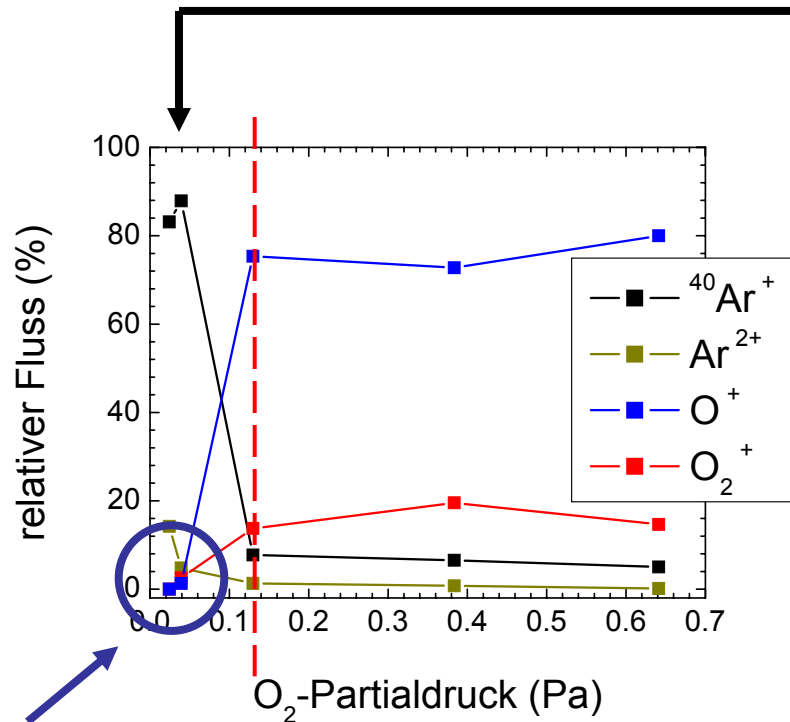 100
80
60
40
20
0
relativer Fluss (%)
0.0 0.1 0.2 0.3 0.4 0.5 0.6 0.7
O₂-Partialdruck (Pa)
⁴⁰Ar⁺
Ar²⁺
O⁺
O₂⁺